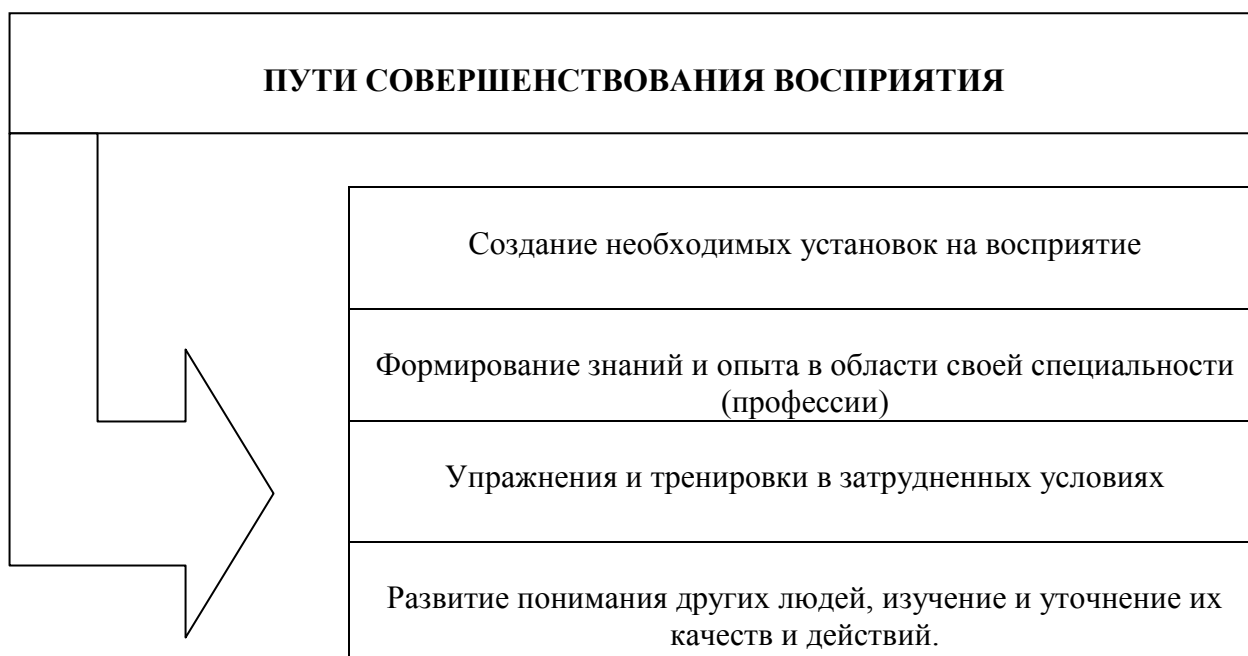 ПУТИ СОВЕРШЕНСТВОВАНИЯ ВОСПРИЯТИЯ
Создание необходимых установок на восприятие
Формирование знаний и опыта в области своей специальности
(профессии)
Упражнения и тренировки в затрудненных условиях
Развитие понимания других людей, изучение и уточнение их
качеств и действий.